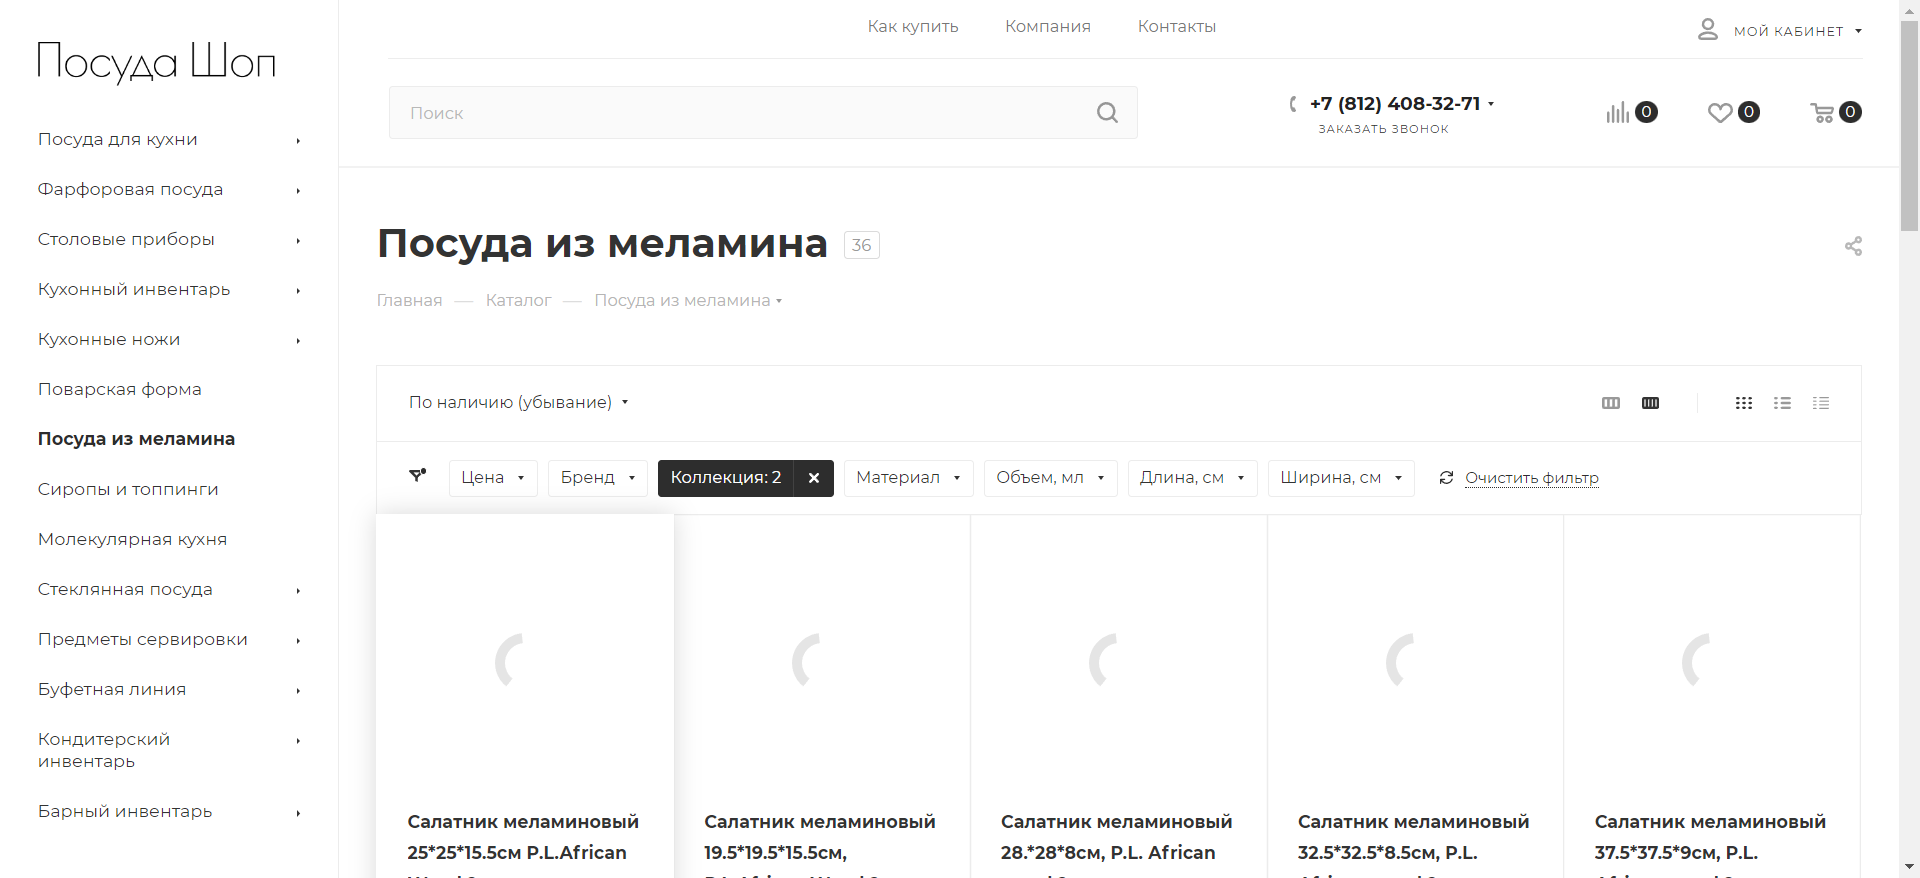 Посуда Шоп
Посуда для кухни
Фарфоровая посуда
Столовые приборы
Кухонный инвентарь
Кухонные ножи
Поварская форма
Посуда из меламина
Сиропы и топпинги
Молекулярная кухня
Стеклянная посуда
Предметы сервировки
Буфетная линия
Кондитерский
инвентарь
Барный инвентарь
Как купить Компания Контакты
МОЙ КАБИНЕТ
Поиск
+7 (812) 408-32-71
ЗАКАЗАТЬ ЗВОНОК
0 0 0
Посуда из меламина 36
Главная — Каталог — Посуда из меламина
По наличию (убывание)
Цена Бренд Коллекция: 2 Материал Объем, мл Длина, см Ширина, см Очистить фильтр
Салатник меламиновый
25*25*15.5см P.L.African
Салатник меламиновый
19.5*19.5*15.5см,
Салатник меламиновый
28.*28*8см, P.L. African
Салатник меламиновый
32.5*32.5*8.5см, P.L.
Салатник меламиновый
37.5*37.5*9см, P.L.